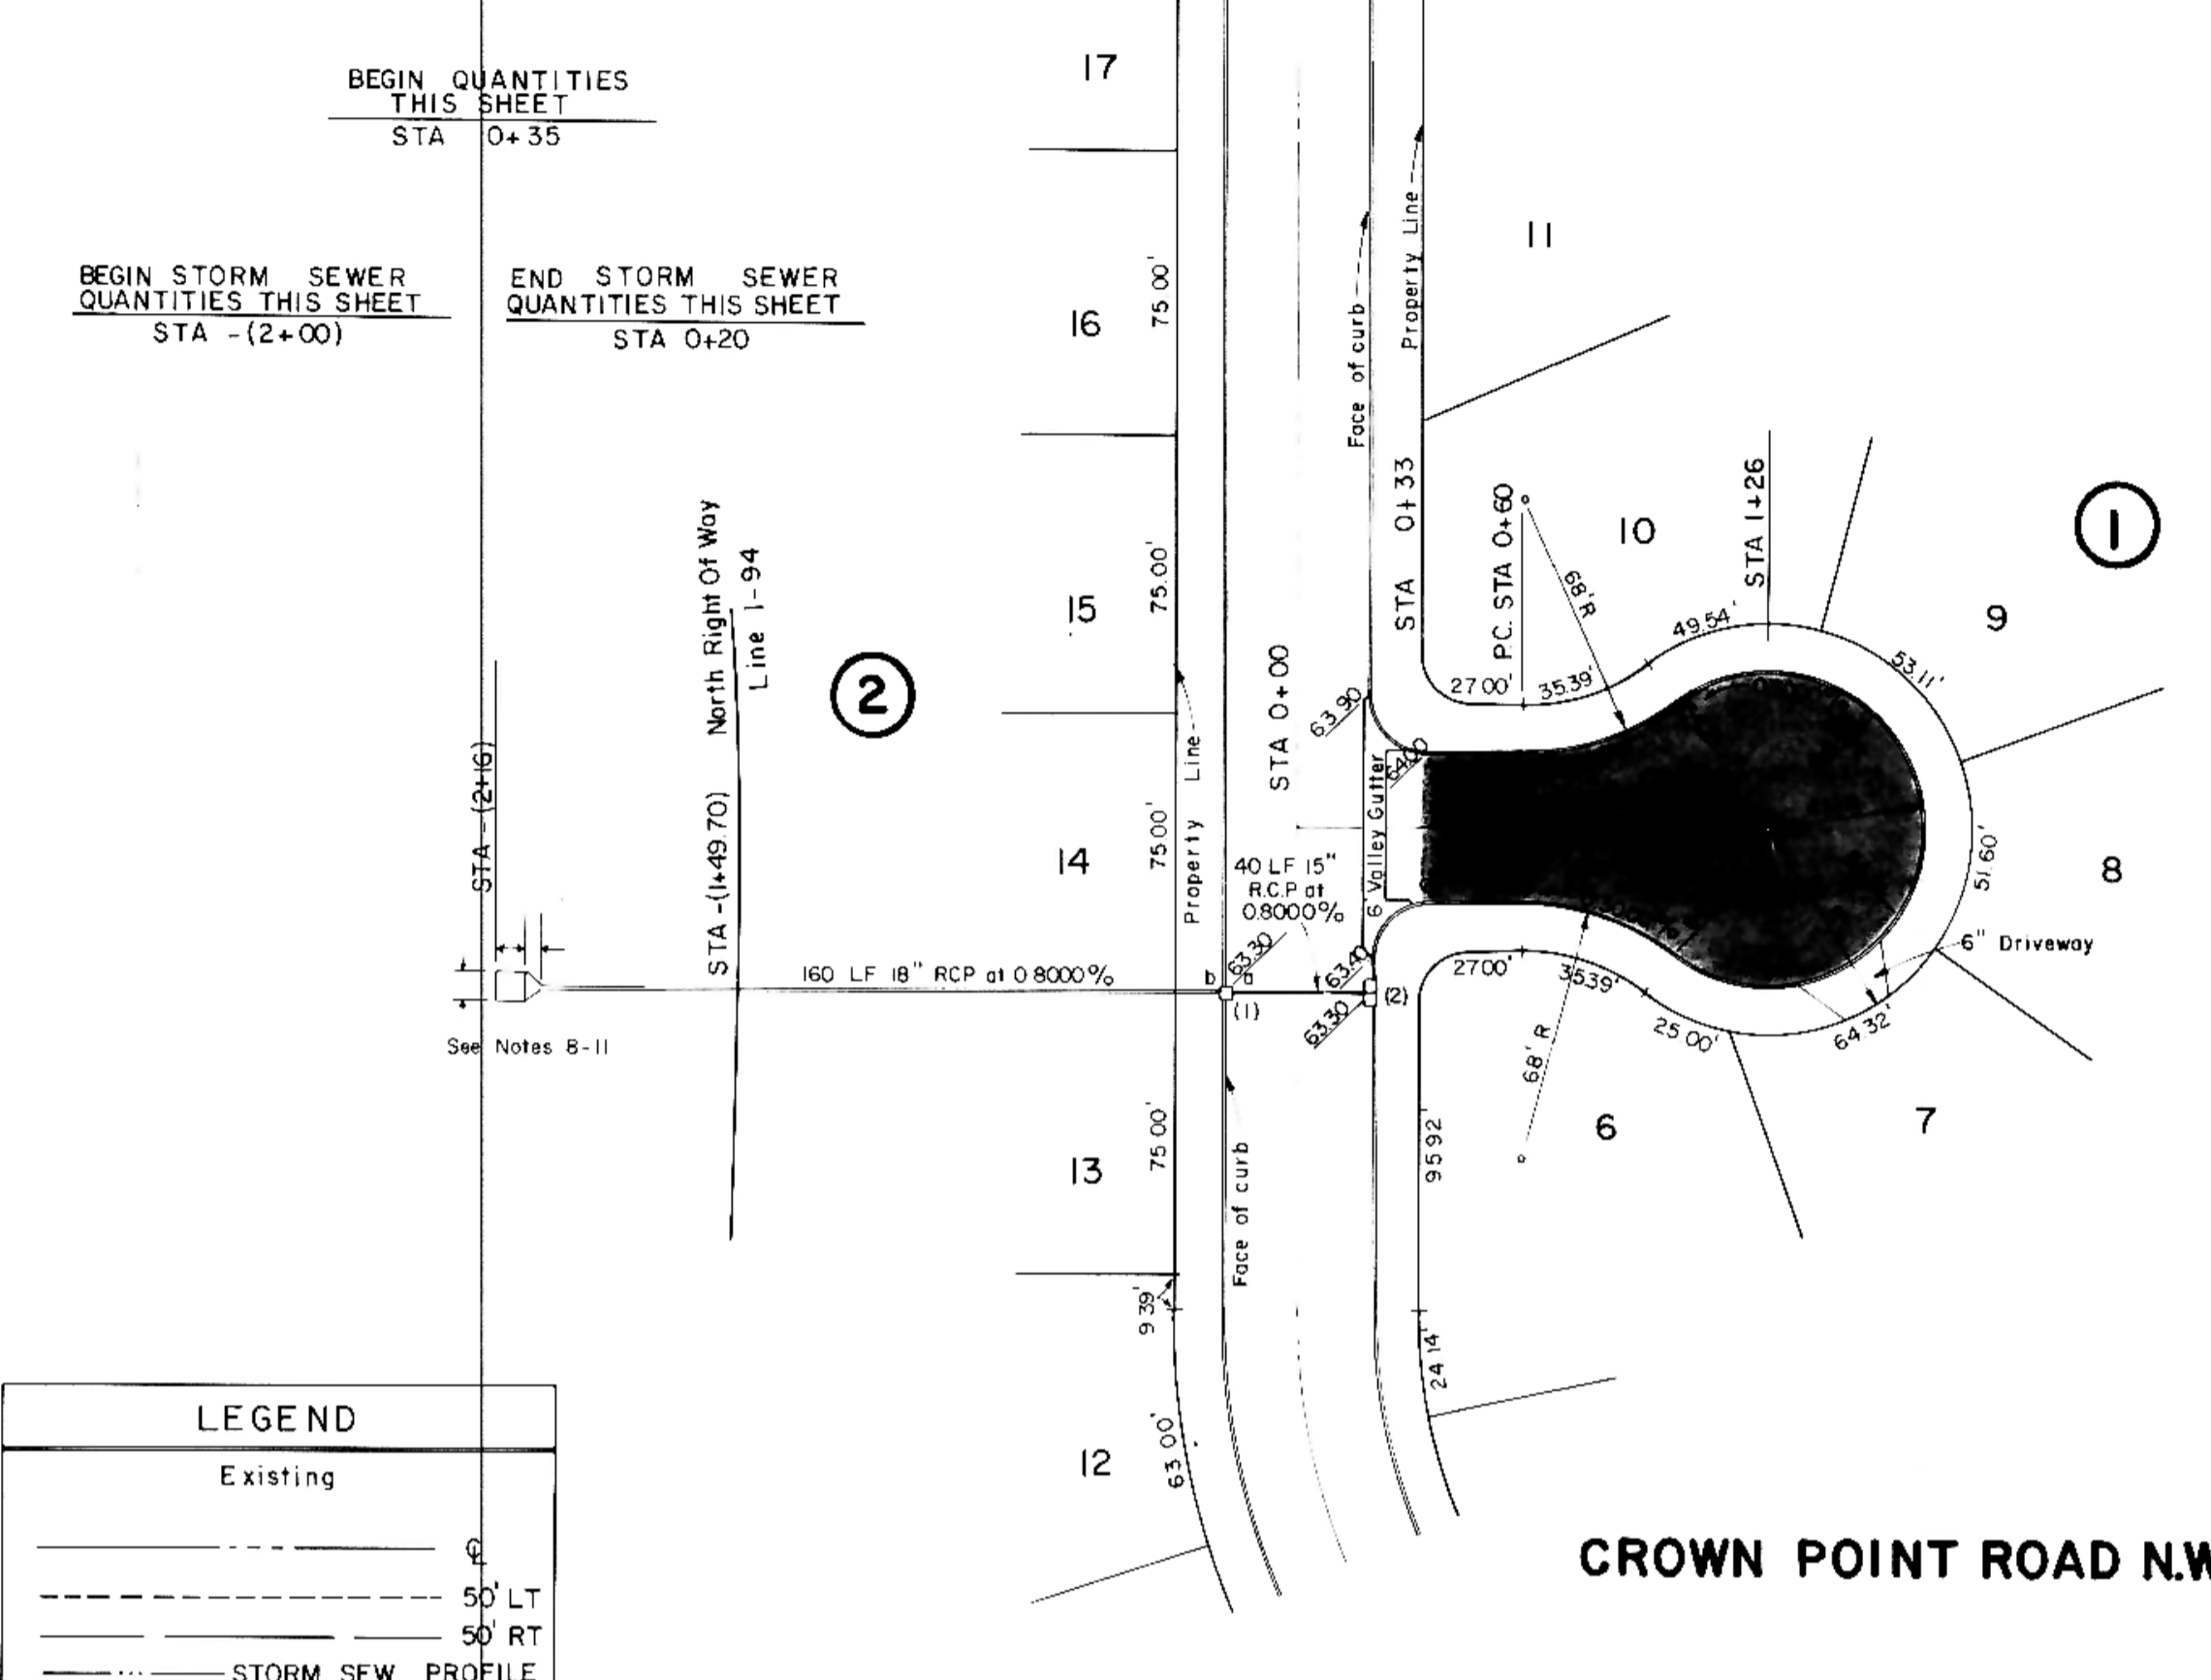 BEGIN QUANTITIES
THIS SHEET
STA 0+35
BEGIN STORM SEWER
QUANTITIES THIS SHEET
STA -(2+00)
END STORM SEWER
QUANTITIES THIS SHEET
STA 0+20
17
16
15
14
13
12
75 00'
75.00'
75 00'
75 00'
9 39'
63 00'
Property Line
Face of curb
Property Line
Face of curb
11
10
9
8
7
6
1
2
North Right Of Way
Line I-94
STA -(1+49.70)
STA -(2+16)
STA 0+00
STA 0+33
P.C. STA 0+60
STA 1+26
68' R
49.54'
53.11'
27 00'
35.39'
63.90
64.00
6' Valley Gutter
40 LF 15"
R.C.P at
0.8000%
63.30
63.40
b a
(1)
(2)
63.30
160 LF 18" RCP at 0 8000%
See Notes 8-11
27 00'
35.39'
25 00'
64.32'
51.60'
6" Driveway
68' R
95 92'
24 14'
LEGEND
Existing
℄
50' LT
50' RT
STORM SEW. PROFILE
CROWN POINT ROAD N.W